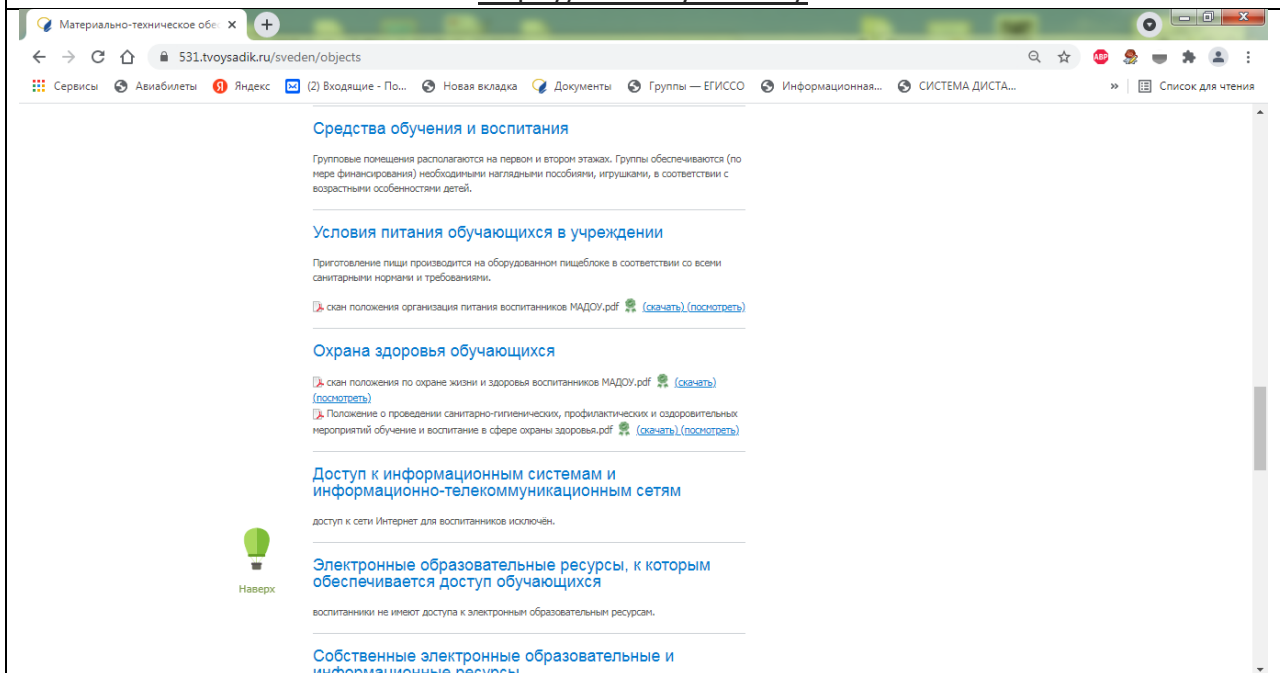 Материально-техническое обес
531.tvoysadik.ru/sveden/objects
Сервисы Авиабилеты Яндекс (2) Входящие - По... Новая вкладка Документы Группы — ЕГИССО Информационная... СИСТЕМА ДИСТА... » Список для чтения
Средства обучения и воспитания
Групповые помещения располагаются на первом и втором этажах. Группы обеспечиваются (по
мере финансирования) необходимыми наглядными пособиями, игрушками, в соответствии с
возрастными особенностями детей.
Условия питания обучающихся в учреждении
Приготовление пищи производится на оборудованном пищеблоке в соответствии со всеми
санитарными нормами и требованиями.
скан положения организация питания воспитанников МАДОУ.pdf (скачать) (посмотреть)
Охрана здоровья обучающихся
скан положения по охране жизни и здоровья воспитанников МАДОУ.pdf (скачать)
(посмотреть)
Положение о проведении санитарно-гигиенических, профилактических и оздоровительных
мероприятий обучение и воспитание в сфере охраны здоровья.pdf (скачать) (посмотреть)
Доступ к информационным системам и
информационно-телекоммуникационным сетям
доступ к сети Интернет для воспитанников исключён.
Электронные образовательные ресурсы, к которым
обеспечивается доступ обучающихся
Наверх
воспитанники не имеют доступа к электронным образовательным ресурсам.
Собственные электронные образовательные и
информационные ресурсы